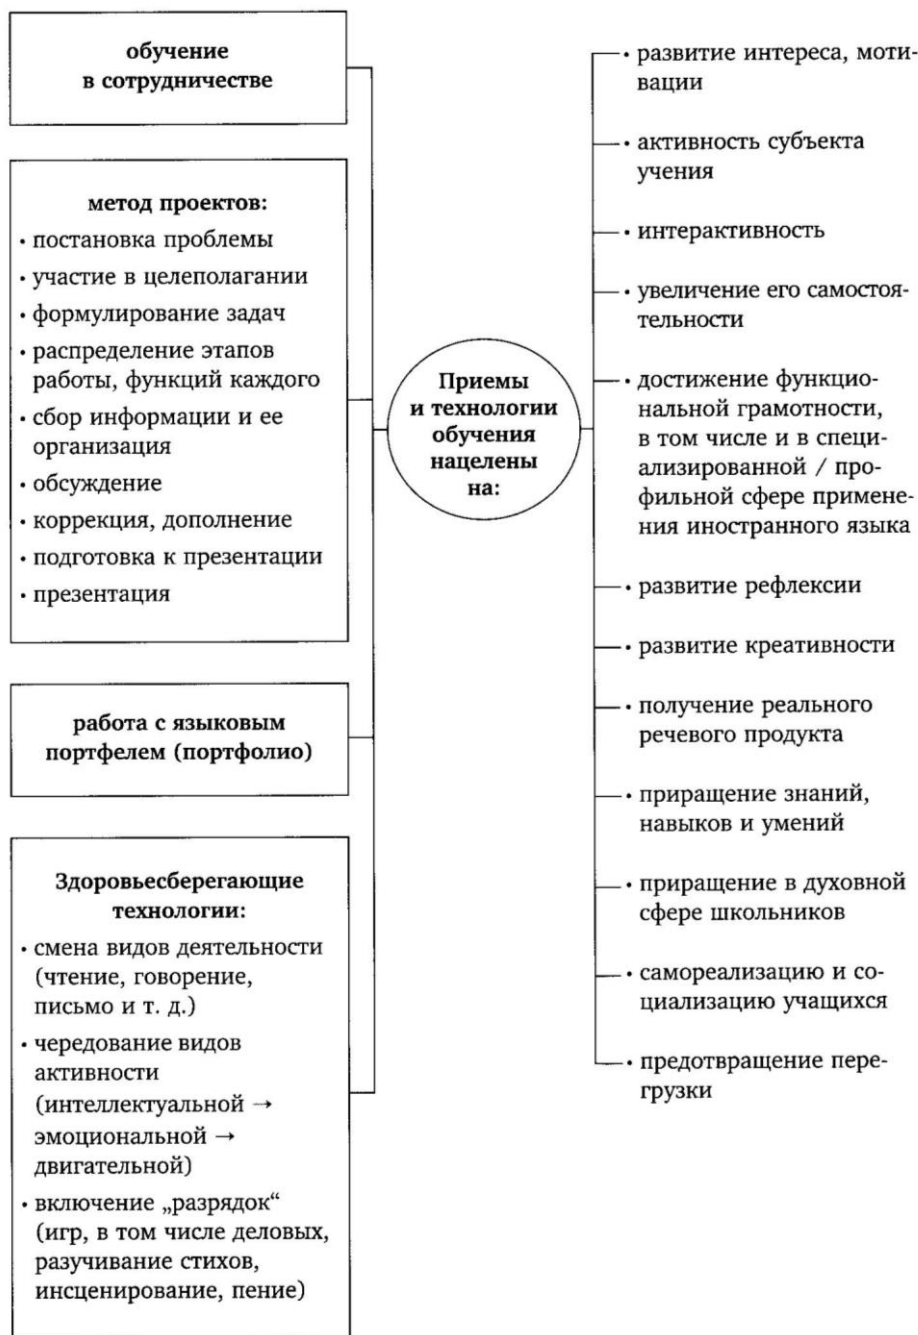 обучение
в сотрудничестве
метод проектов:
· постановка проблемы
· участие в целеполагании
· формулирование задач
· распределение этапов
работы, функций каждого
· сбор информации и ее
организация
· обсуждение
· коррекция, дополнение
· подготовка к презентации
· презентация
работа с языковым
портфелем (портфолио)
Здоровьесберегающие
технологии:
· смена видов деятельности
(чтение, говорение,
письмо и т. д.)
· чередование видов
активности
(интеллектуальной →
эмоциональной →
двигательной)
· включение „разрядок“
(игр, в том числе деловых,
разучивание стихов,
инсценирование, пение)
Приемы
и технологии
обучения
нацелены
на:
· развитие интереса, моти-
вации
· активность субъекта
учения
· интерактивность
· увеличение его самостоя-
тельности
· достижение функцио-
нальной грамотности,
в том числе и в специ-
ализированной / про-
фильной сфере примене-
ния иностранного языка
· развитие рефлексии
· развитие креативности
· получение реального
речевого продукта
· приращение знаний,
навыков и умений
· приращение в духовной
сфере школьников
· самореализацию и со-
циализацию учащихся
· предотвращение пере-
грузки